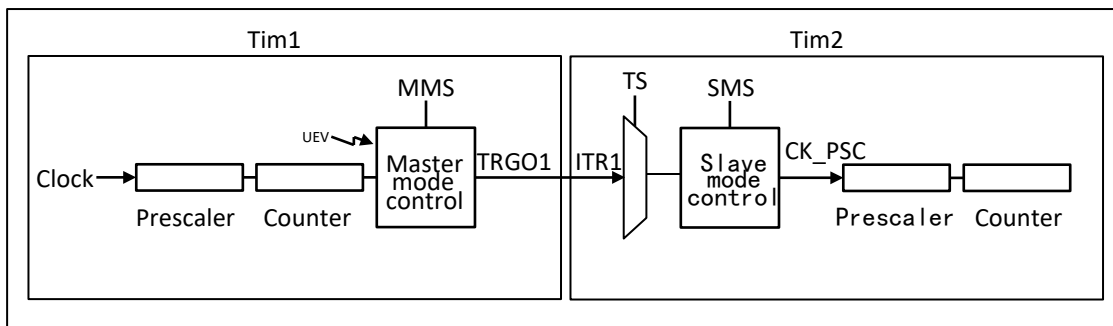 Tim1
Tim2
MMS
TS
SMS
UEV
Clock
Master
mode
control
TRGO1
ITR1
Slave
mode
control
CK_PSC
Prescaler
Counter
Prescaler
Counter